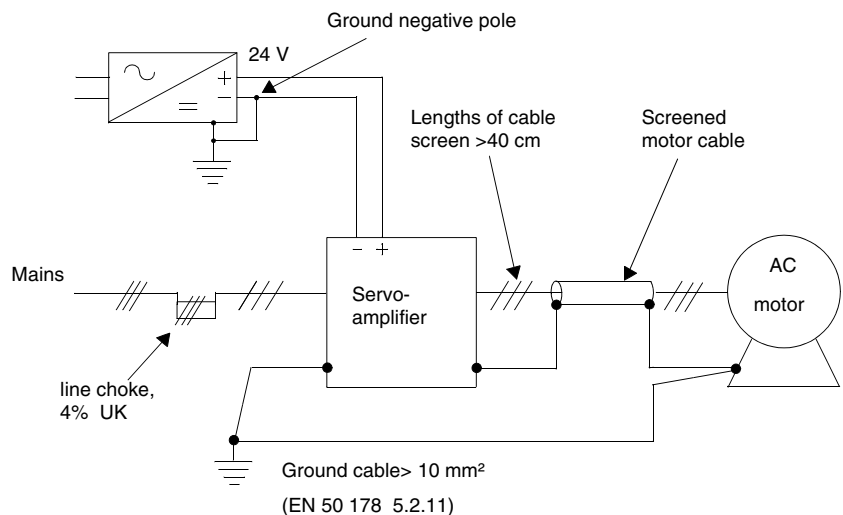 Ground negative pole
24 V
+
−
Lengths of cable
screen >40 cm
Screened
motor cable
− +
Mains
Servo-
amplifier
AC
motor
line choke,
4% UK
Ground cable> 10 mm²
(EN 50 178 5.2.11)